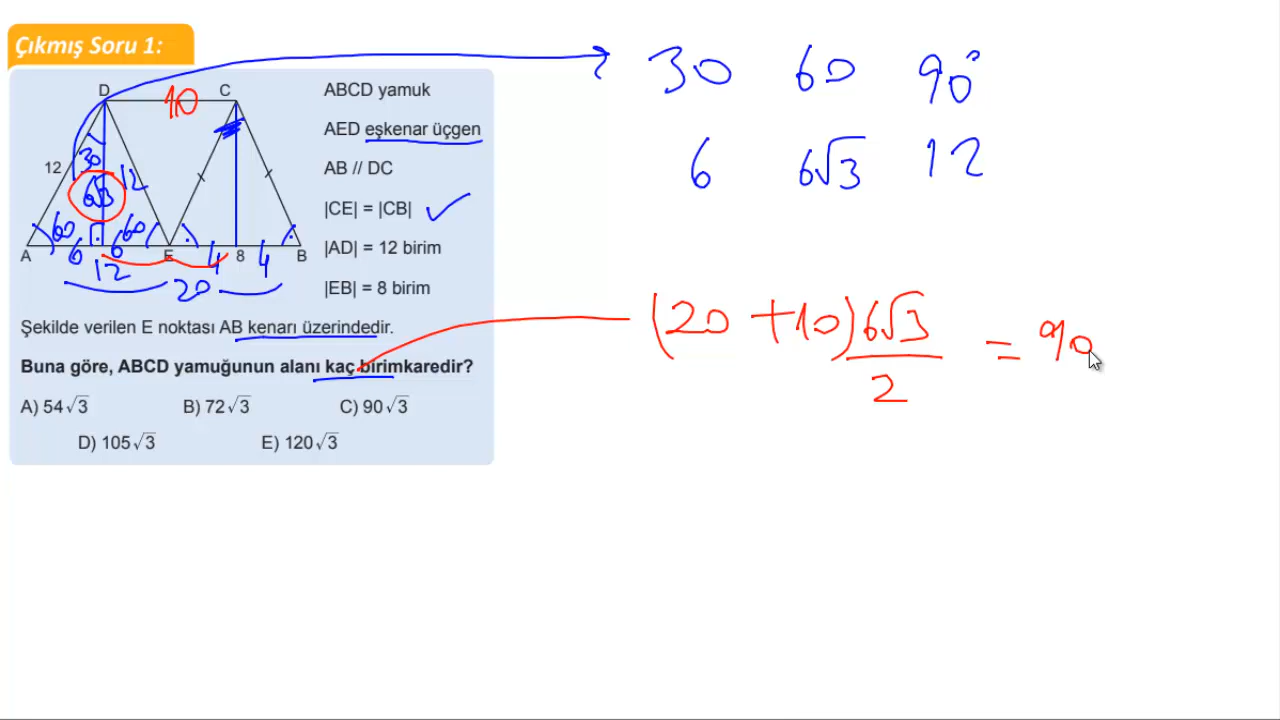 Çıkmış Soru 1:
30 60 90°
6 6√3 12
D 10 C
12 30 6√3 12
60 60
6 6 4 4
A E 8 B
12
20
ABCD yamuk
AED eşkenar üçgen
AB // DC
|CE| = |CB| ✓
|AD| = 12 birim
|EB| = 8 birim
Şekilde verilen E noktası AB kenarı üzerindedir.
Buna göre, ABCD yamuğunun alanı kaç birimkaredir?
A) 54√3 B) 72√3 C) 90√3
D) 105√3 E) 120√3
(20 + 10) 6√3 / 2 = 90